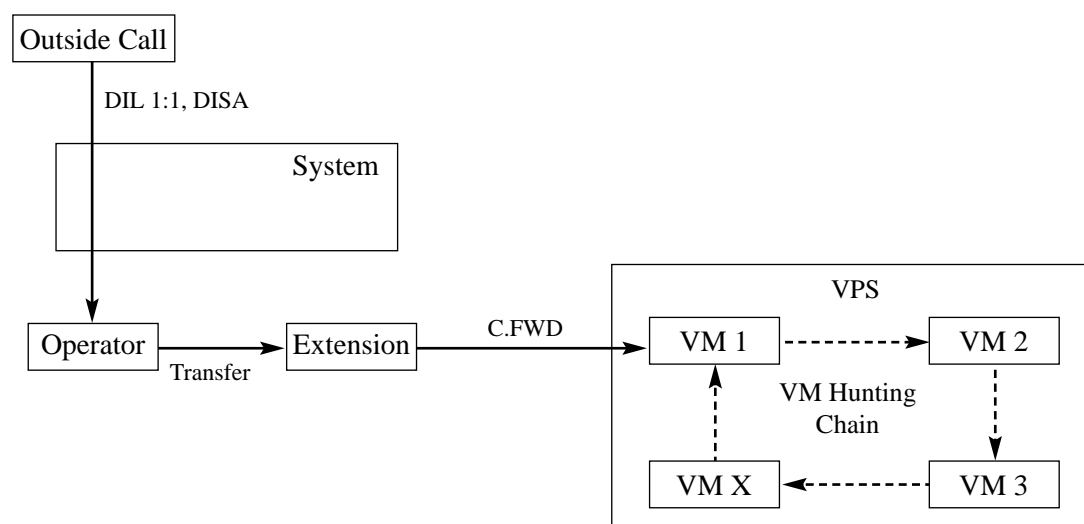 Outside Call
DIL 1:1, DISA
System
VPS
Operator
Transfer
Extension
C.FWD
VM 1
VM 2
VM Hunting
Chain
VM X
VM 3